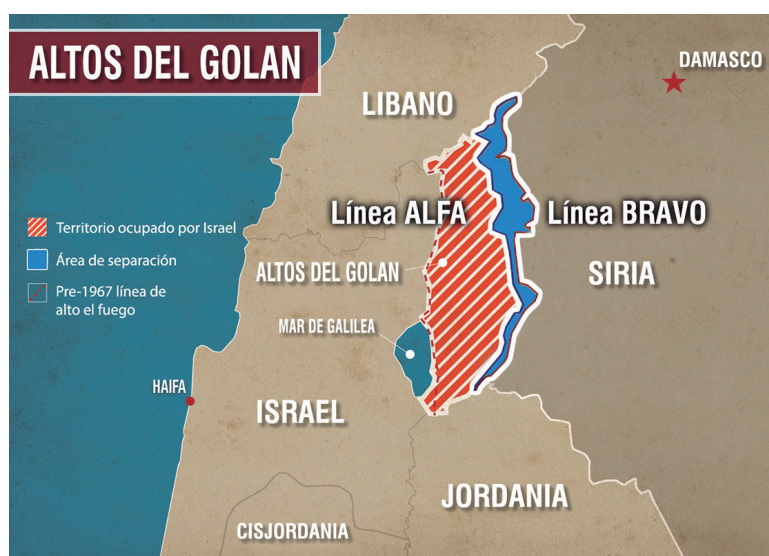 ALTOS DEL GOLAN
DAMASCO
LIBANO
Línea ALFA
Línea BRAVO
Territorio ocupado por Israel
Área de separación
Pre-1967 línea de
alto el fuego
ALTOS DEL GOLAN
SIRIA
MAR DE GALILEA
HAIFA
ISRAEL
JORDANIA
CISJORDANIA